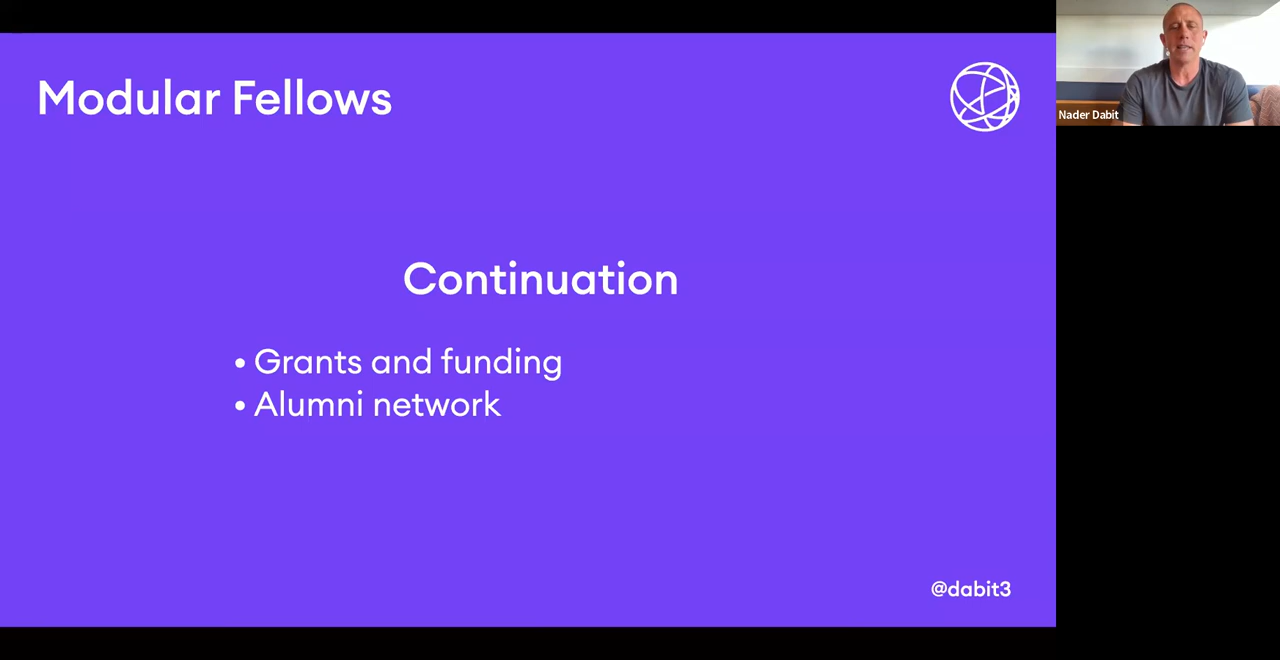 Modular Fellows
Continuation
• Grants and funding
• Alumni network
@dabit3
Nader Dabit